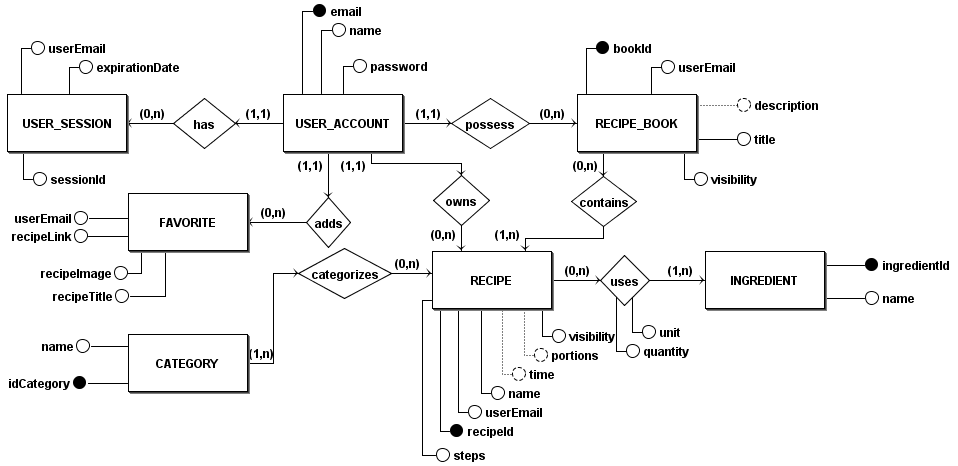 email
name
password
userEmail
expirationDate
USER_SESSION
(0,n)
has
(1,1)
USER_ACCOUNT
(1,1)
possess
(0,n)
bookId
userEmail
RECIPE_BOOK
description
title
visibility
sessionId
(1,1)
(1,1)
(0,n)
userEmail
recipeLink
FAVORITE
(0,n)
adds
owns
contains
recipeImage
recipeTitle
(0,n)
(1,n)
categorizes
(0,n)
RECIPE
(0,n)
uses
(1,n)
INGREDIENT
ingredientId
name
name
idCategory
CATEGORY
(1,n)
unit
quantity
visibility
portions
time
name
userEmail
recipeId
steps